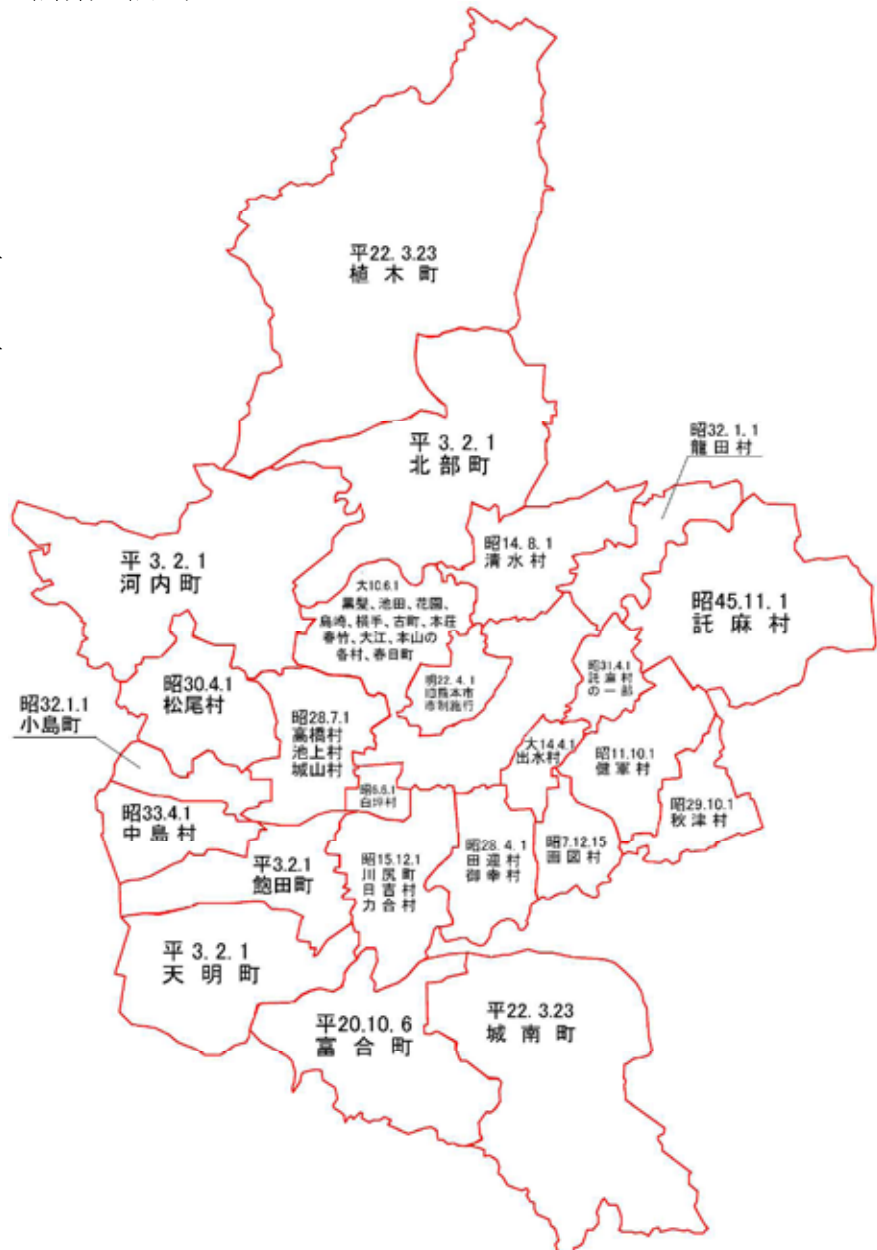 平22.3.23
植木町
平 3.2.1
北部町
昭32.1.1
龍田村
昭14.8.1
清水村
平 3.2.1
河内町
大10.6.1
黒髪、池田、花園、
島崎、横手、古町、本荘
春竹、大江、本山の
各村、春日町
昭45.11.1
託麻村
明22.4.1
旧熊本市
市制施行
昭31.4.1
託麻村
の一部
昭30.4.1
松尾村
昭32.1.1
小島町
昭28.7.1
高橋村
池上村
城山村
大14.4.1
出水村
昭11.10.1
健軍村
昭6.6.1
白坪村
昭29.10.1
秋津村
昭33.4.1
中島村
平3.2.1
飽田町
昭15.12.1
川尻町
日吉村
力合村
昭28.4.1
田迎村
御幸村
昭7.12.15
画図村
平 3.2.1
天明町
平20.10.6
富合町
平22.3.23
城南町